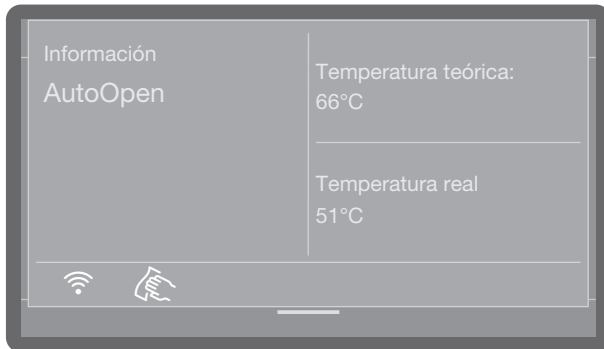 Información
AutoOpen
Temperatura teórica:
66°C
Temperatura real
51°C